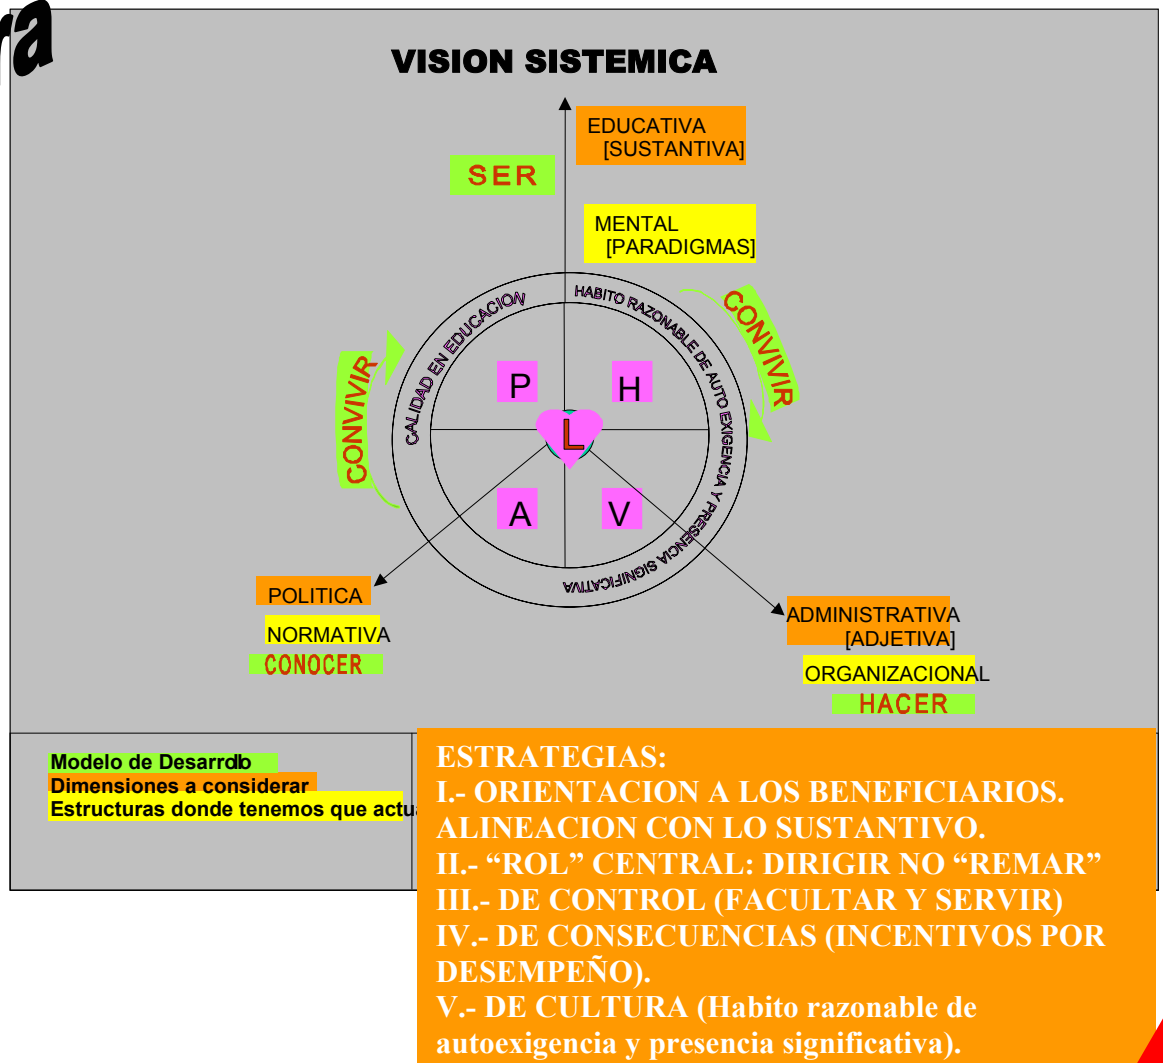 ra
VISION SISTEMICA
EDUCATIVA
[SUSTANTIVA]
SER
MENTAL
[PARADIGMAS]
CALIDAD EN EDUCACION
HABITO RAZONABLE DE AUTO EXIGENCIA Y PRESENCIA SIGNIFICATIVA
CONVIVIR
CONVIVIR
P
H
L
A
V
POLITICA
NORMATIVA
CONOCER
ADMINISTRATIVA
[ADJETIVA]
ORGANIZACIONAL
HACER
Modelo de Desarrollo
Dimensiones a considerar
Estructuras donde tenemos que actu
ESTRATEGIAS:
I.- ORIENTACION A LOS BENEFICIARIOS.
ALINEACION CON LO SUSTANTIVO.
II.- “ROL” CENTRAL: DIRIGIR NO “REMAR”
III.- DE CONTROL (FACULTAR Y SERVIR)
IV.- DE CONSECUENCIAS (INCENTIVOS POR
DESEMPEÑO).
V.- DE CULTURA (Habito razonable de
autoexigencia y presencia significativa).